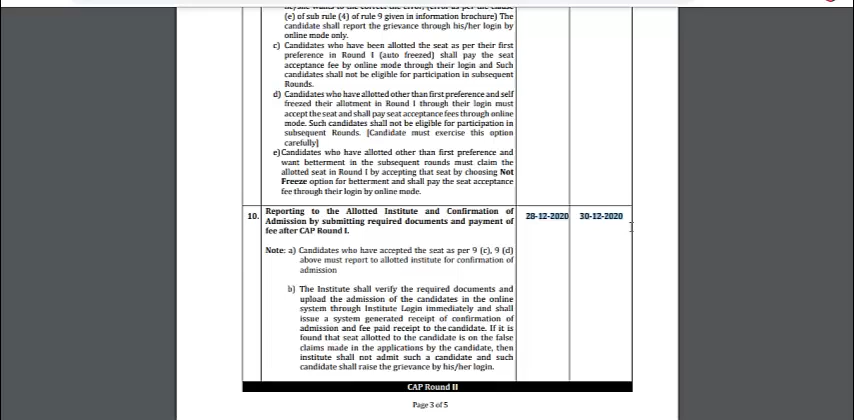 (e) of sub rule (4) of rule 9 given in information brochure) The
candidate shall report the grievance through his/her login by
online mode only.
c) Candidates who have been allotted the seat as per their first
preference in Round I (auto freezed) shall pay the seat
acceptance fee by online mode through their login and Such
candidates shall not be eligible for participation in subsequent
Rounds.
d) Candidates who have allotted other than first preference and self
freezed their allotment in Round I through their login must
accept the seat and shall pay seat acceptance fees through online
mode. Such candidates shall not be eligible for participation in
subsequent Rounds. [Candidate must exercise this option
carefully]
e) Candidates who have allotted other than first preference and
want betterment in the subsequent rounds must claim the
allotted seat in Round I by accepting that seat by choosing Not
Freeze option for betterment and shall pay the seat acceptance
fee through their login by online mode.
10. Reporting to the Allotted Institute and Confirmation of 28-12-2020 30-12-2020
Admission by submitting required documents and payment of
fee after CAP Round I.
Note: a) Candidates who have accepted the seat as per 9 (c), 9 (d)
above must report to allotted institute for confirmation of
admission
b) The Institute shall verify the required documents and
upload the admission of the candidates in the online
system through Institute Login immediately and shall
issue a system generated receipt of confirmation of
admission and fee paid receipt to the candidate. If it is
found that seat allotted to the candidate is on the false
claims made in the applications by the candidate, then
institute shall not admit such a candidate and such
candidate shall raise the grievance by his/her login.
CAP Round II
Page 3 of 5